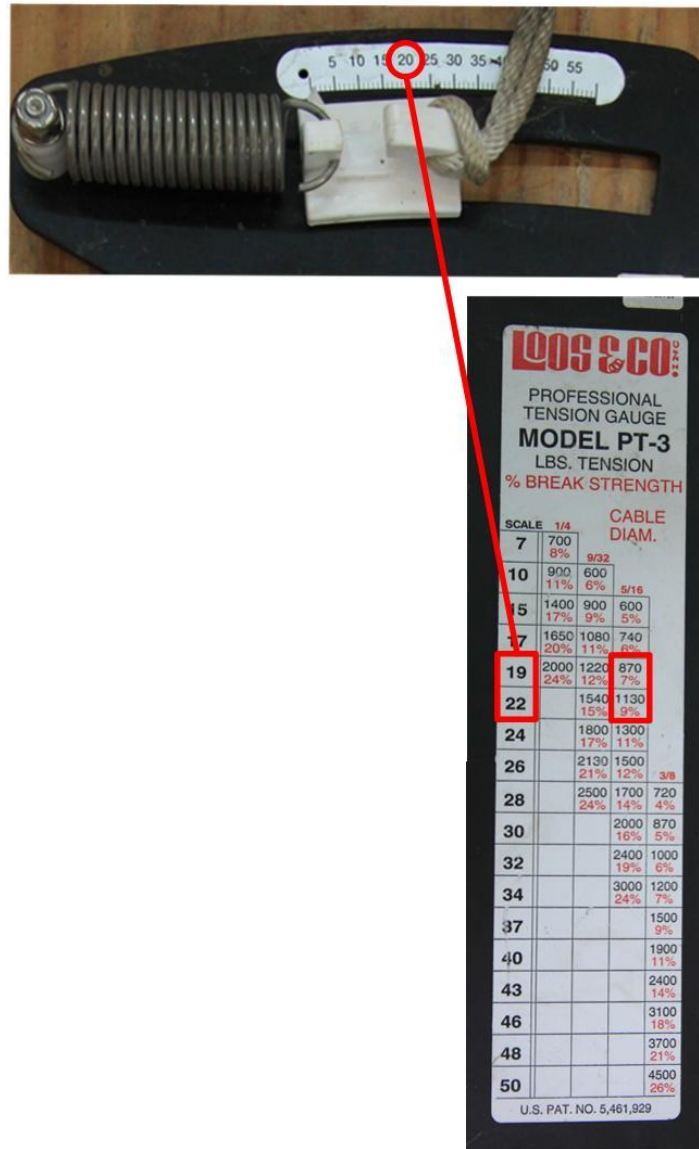 5 10 15 20 25 30 35 50 55
LOOS & CO. INC.
PROFESSIONAL
TENSION GAUGE
MODEL PT-3
LBS. TENSION
% BREAK STRENGTH
CABLE
DIAM.
SCALE 1/4
7 700
8% 9/32
10 900 600
11% 6% 5/16
15 1400 900 600
17% 9% 5%
17 1650 1080 740
20% 11% 6%
19 2000 1220 870
24% 12% 7%
22 1540 1130
15% 9%
24 1800 1300
17% 11%
26 2130 1500
21% 12% 3/8
28 2500 1700 720
24% 14% 4%
30 2000 870
16% 5%
32 2400 1000
19% 6%
34 3000 1200
24% 7%
37 1500
9%
40 1900
11%
43 2400
14%
46 3100
18%
48 3700
21%
50 4500
26%
U.S. PAT. NO. 5,461,929